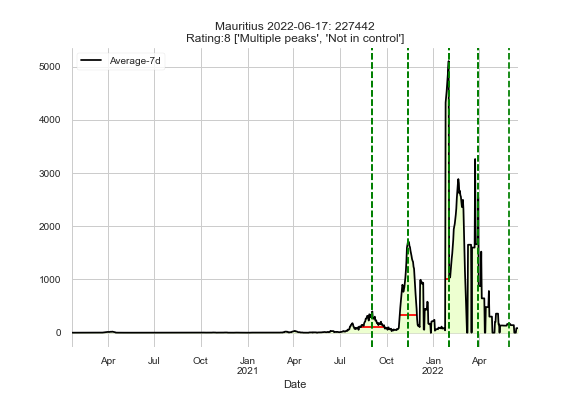 Mauritius 2022-06-17: 227442
Rating:8 ['Multiple peaks', 'Not in control']
Average-7d
5000
4000
3000
2000
1000
0
Apr Jul Oct Jan Apr Jul Oct Jan Apr
2021 2022
Date